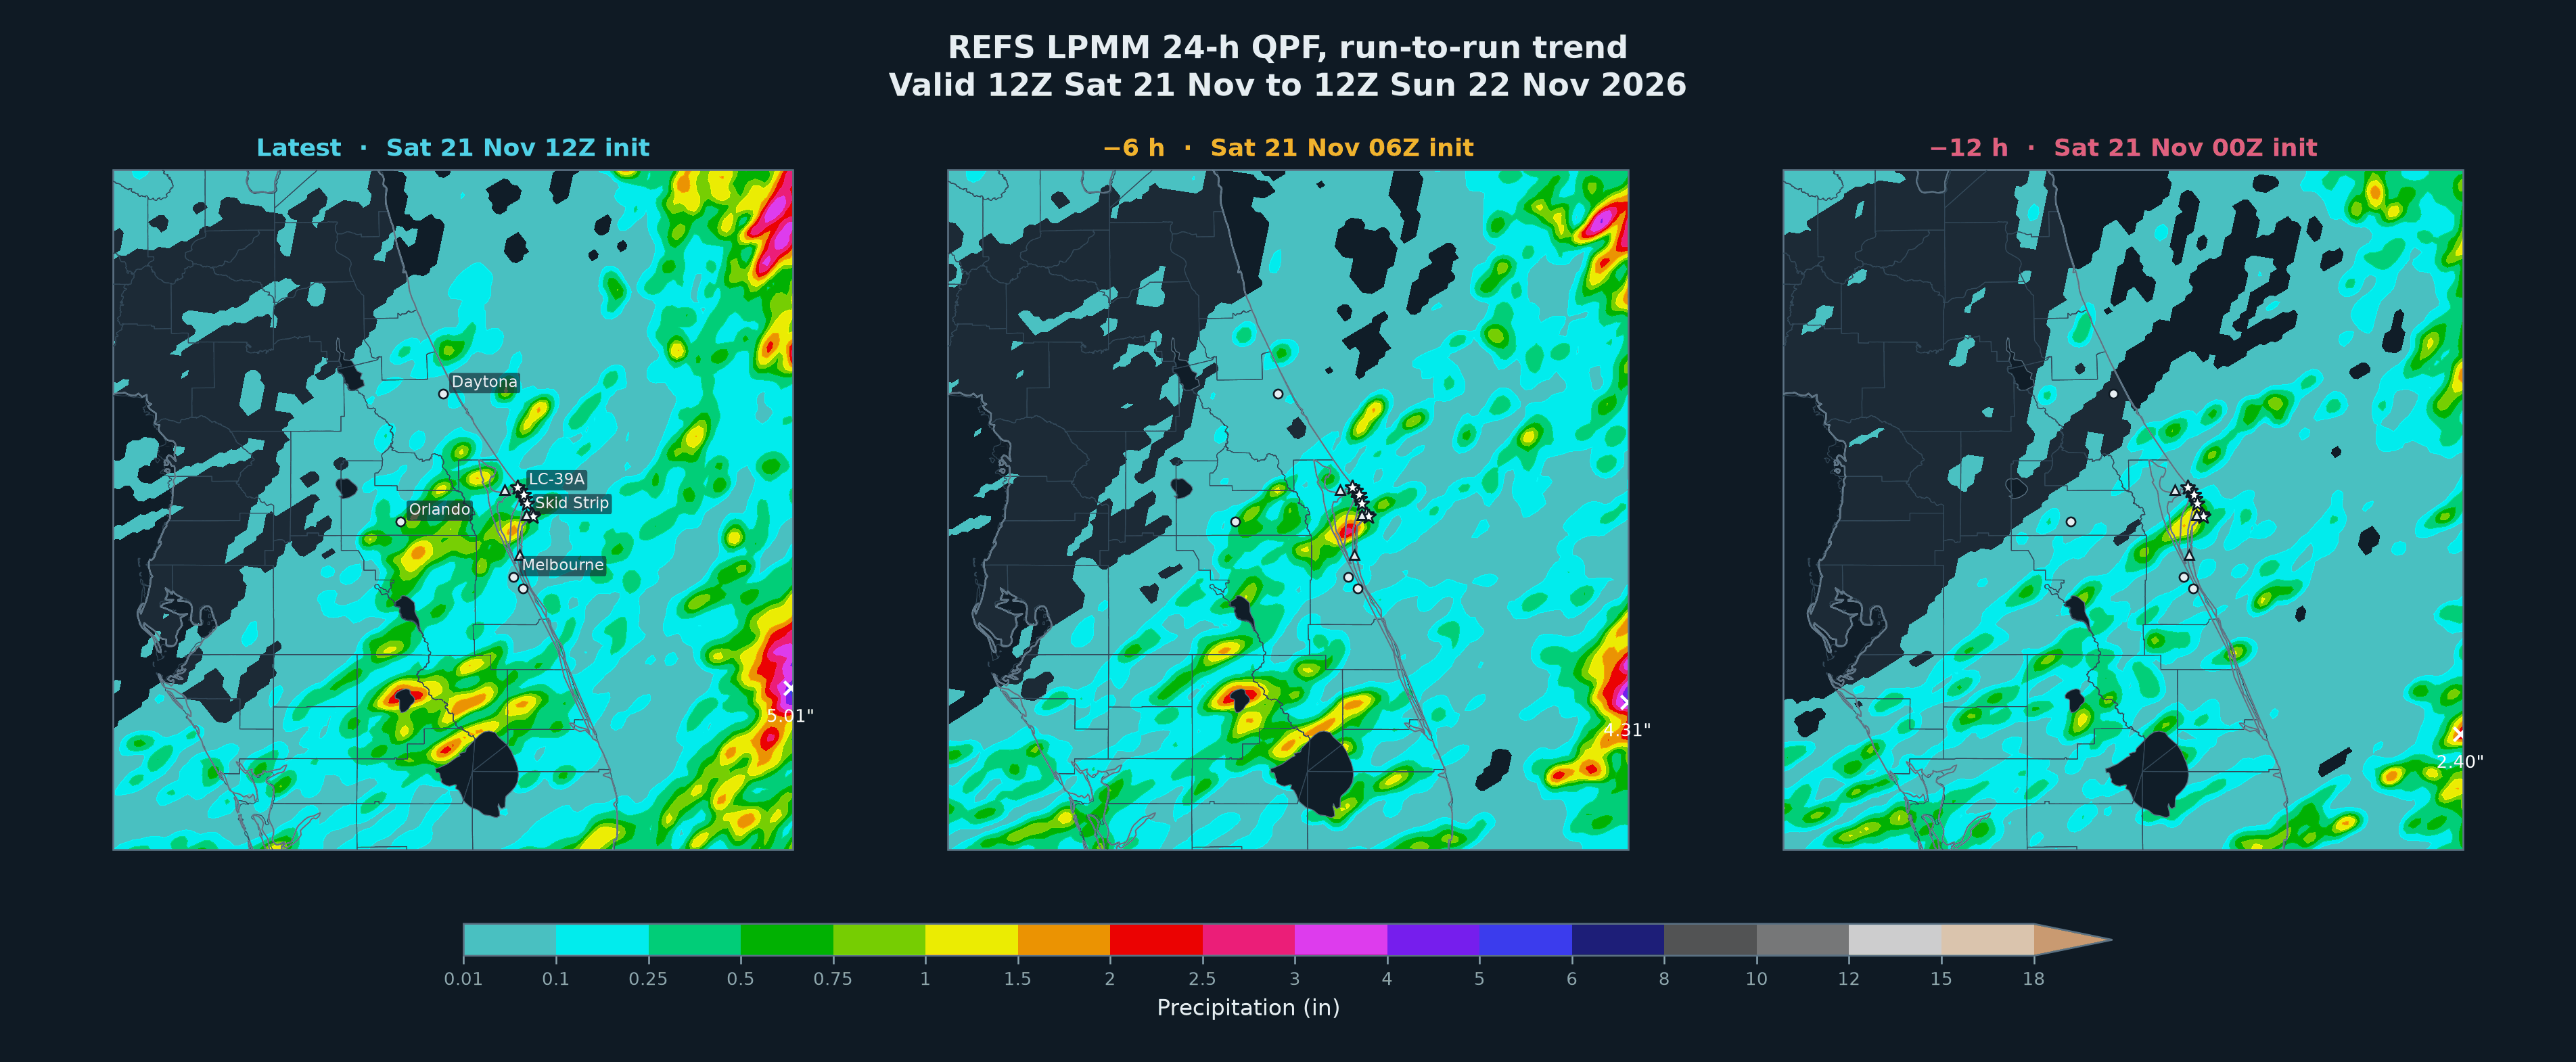 REFS LPMM 24-h QPF, run-to-run trend
Valid 12Z Sat 21 Nov to 12Z Sun 22 Nov 2026
Latest · Sat 21 Nov 12Z init
−6 h · Sat 21 Nov 06Z init
−12 h · Sat 21 Nov 00Z init
Daytona
LC-39A
Skid Strip
Orlando
Melbourne
5.01"
4.31"
2.40"
0.01 0.1 0.25 0.5 0.75 1 1.5 2 2.5 3 4 5 6 8 10 12 15 18
Precipitation (in)